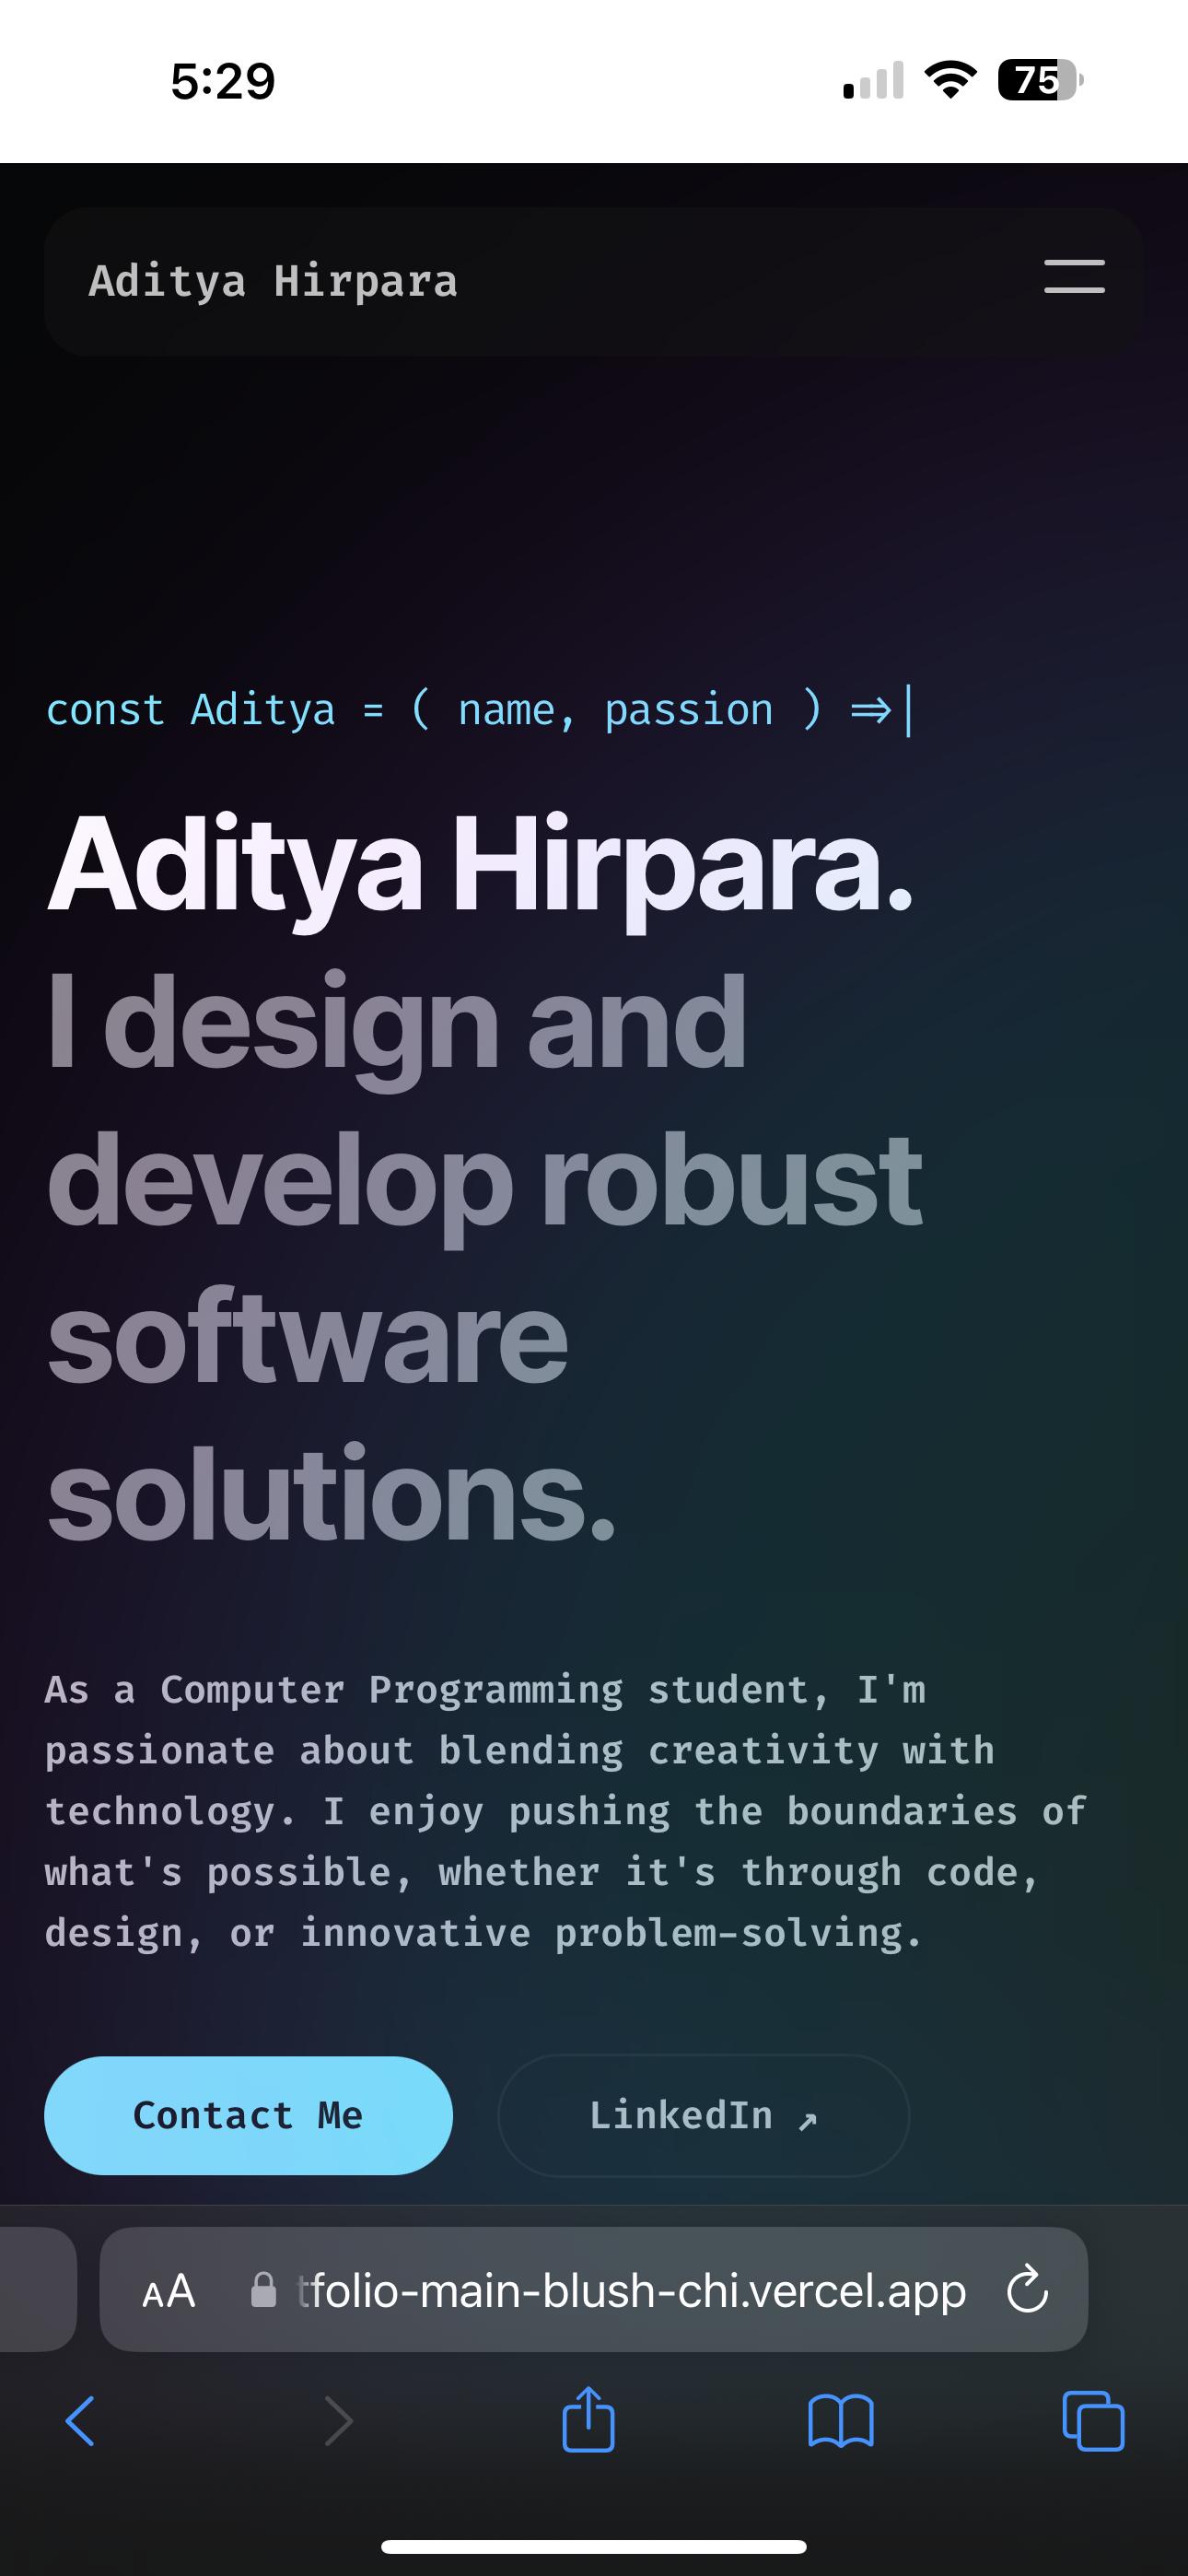 5:29
75
Aditya Hirpara
const Aditya = ( name, passion ) =>|
Aditya Hirpara.
I design and
develop robust
software
solutions.
As a Computer Programming student, I'm
passionate about blending creativity with
technology. I enjoy pushing the boundaries of
what's possible, whether it's through code,
design, or innovative problem-solving.
Contact Me
LinkedIn ↗
AA tfolio-main-blush-chi.vercel.app